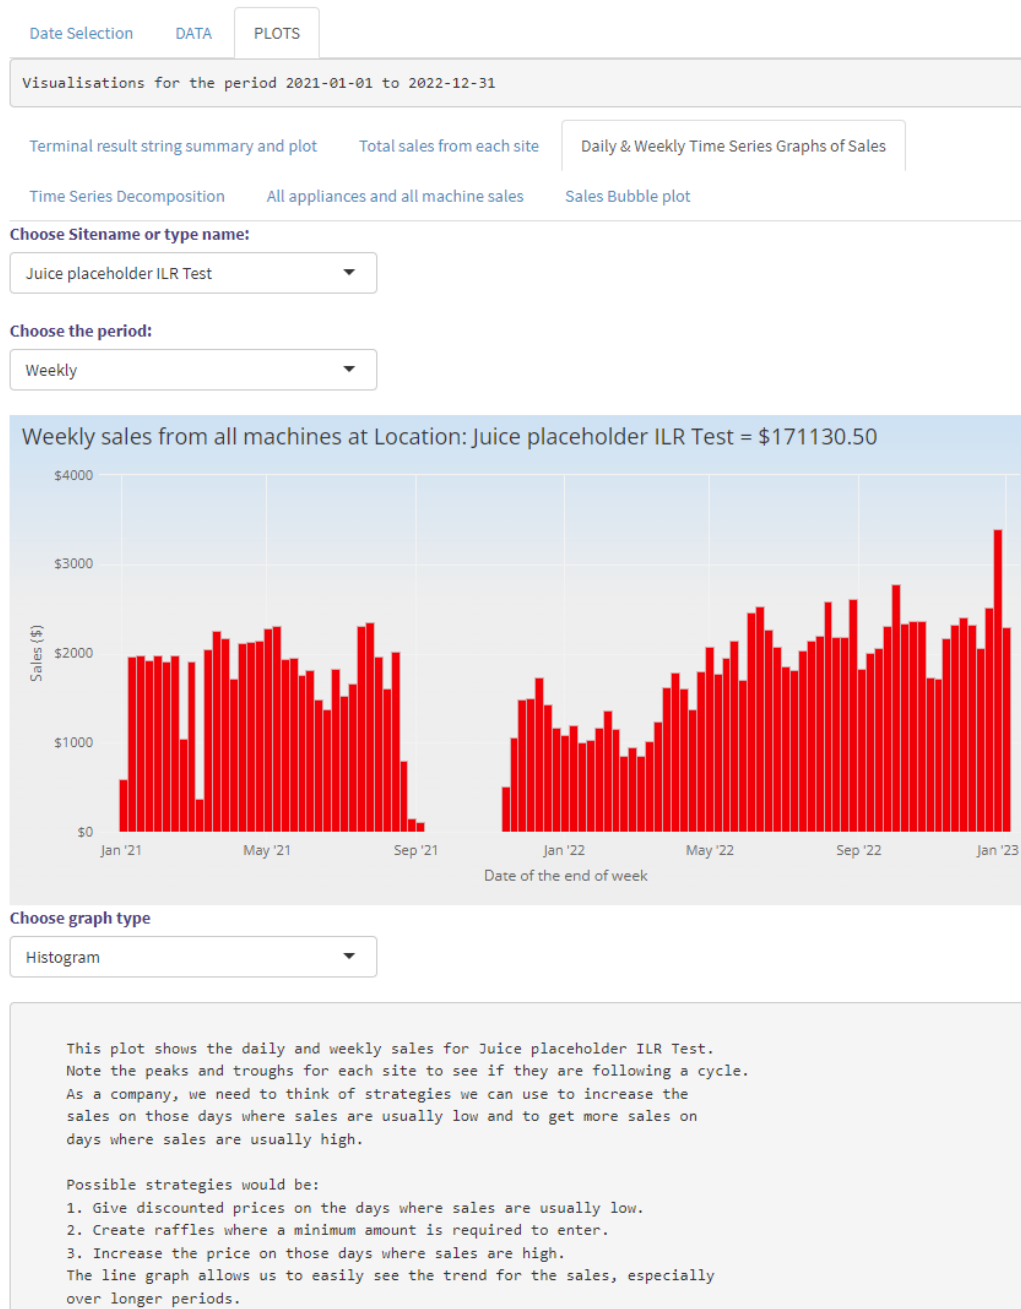 Date Selection DATA PLOTS
Visualisations for the period 2021-01-01 to 2022-12-31
Terminal result string summary and plot Total sales from each site Daily & Weekly Time Series Graphs of Sales
Time Series Decomposition All appliances and all machine sales Sales Bubble plot
Choose Sitename or type name:
Juice placeholder ILR Test
Choose the period:
Weekly
Weekly sales from all machines at Location: Juice placeholder ILR Test = $171130.50
$4000
$3000
$2000
$1000
$0
Sales ($)
Jan '21 May '21 Sep '21 Jan '22 May '22 Sep '22 Jan '23
Date of the end of week
Choose graph type
Histogram
This plot shows the daily and weekly sales for Juice placeholder ILR Test.
Note the peaks and troughs for each site to see if they are following a cycle.
As a company, we need to think of strategies we can use to increase the
sales on those days where sales are usually low and to get more sales on
days where sales are usually high.
Possible strategies would be:
1. Give discounted prices on the days where sales are usually low.
2. Create raffles where a minimum amount is required to enter.
3. Increase the price on those days where sales are high.
The line graph allows us to easily see the trend for the sales, especially
over longer periods.